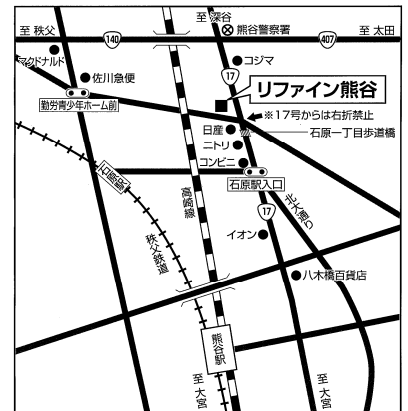 至 深谷
至 秩父
140
熊谷警察署
407
至 太田
マクドナルド
コジマ
佐川急便
17
リファイン熊谷
勤労青少年ホーム前
※17号からは右折禁止
日産
石原一丁目歩道橋
ニトリ
コンビニ
石原駅
石原駅入口
高崎線
17
北大通り
秩父鉄道
イオン
八木橋百貨店
熊谷駅
至 大宮
至 大宮